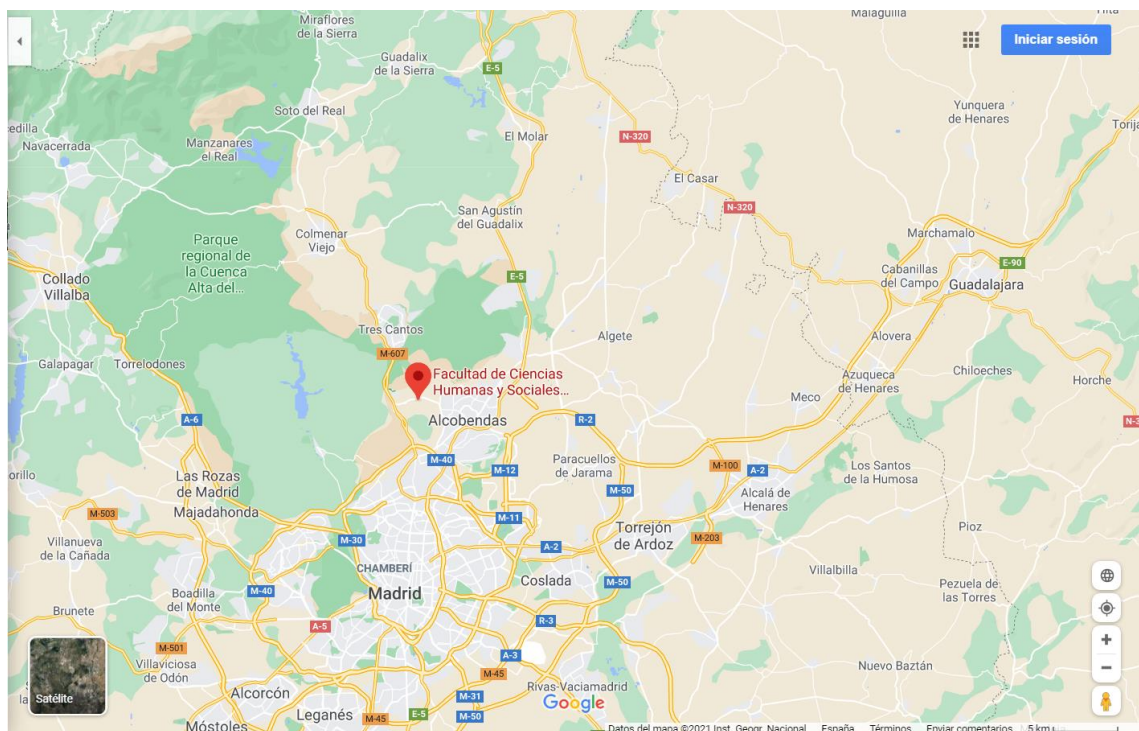 Miraflores
de la Sierra
Malaguilla
Hita
Iniciar sesión
Guadalix
de la Sierra
E-5
Soto del Real
Yunquera
de Henares
Torija
cedilla
Navacerrada
Manzanares
el Real
El Molar
N-320
El Casar
N-320
San Agustín
del Guadalix
Colmenar
Viejo
Marchamalo
Parque
regional de
la Cuenca
Alta del...
E-90
Collado
Villalba
E-5
Cabanillas
del Campo
Guadalajara
Tres Cantos
Algete
Alovera
M-607
Galapagar
Torrelodones
Facultad de Ciencias
Humanas y Sociales...
Azuqueca
de Henares
Chiloeches
Horche
Meco
A-6
Alcobendas
R-2
N-3
M-40
M-12
Paracuellos
de Jarama
M-100
A-2
Los Santos
de la Humosa
orillo
Las Rozas
de Madrid
Majadahonda
M-50
Alcalá de
Henares
M-503
M-11
Torrejón
de Ardoz
Pioz
Villanueva
de la Cañada
M-30
A-2
M-203
CHAMBERÍ
Coslada
M-50
Villalbilla
Boadilla
del Monte
M-40
Madrid
Pezuela de
las Torres
Brunete
A-5
R-3
M-501
A-3
Villaviciosa
de Odón
M-45
Nuevo Baztán
Satélite
Alcorcón
M-31
Rivas-Vaciamadrid
Google
Leganés
E-5
M-50
Móstoles
M-45
Datos del mapa ©2021 Inst. Geogr. Nacional España Términos Enviar comentarios 5 km